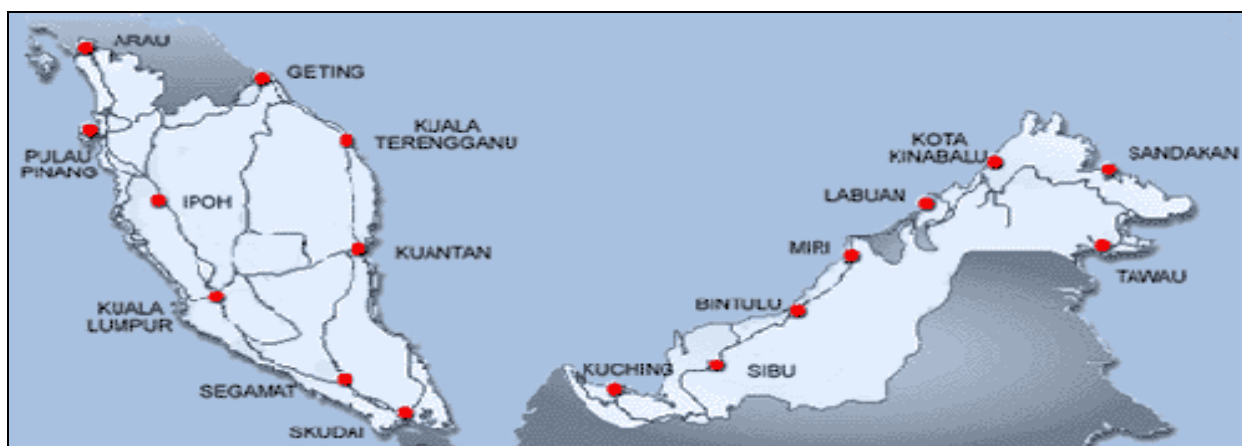 ARAU
GETING
KUALA
TERENGGANU
PULAU
PINANG
IPOH
KUANTAN
KUALA
LUMPUR
SEGAMAT
SKUDAI
KOTA
KINABALU
SANDAKAN
LABUAN
MIRI
TAWAU
BINTULU
KUCHING
SIBU